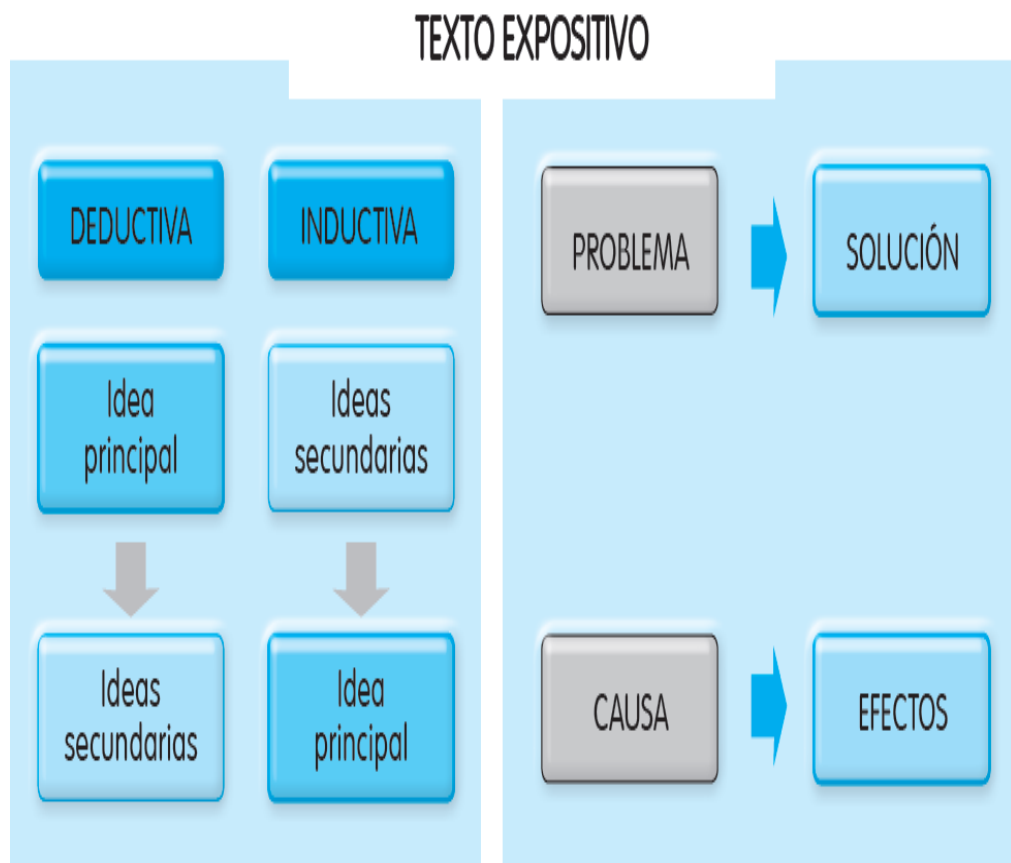 TEXTO EXPOSITIVO
DEDUCTIVA
INDUCTIVA
Idea
principal
Ideas
secundarias
Ideas
secundarias
Idea
principal
PROBLEMA
SOLUCIÓN
CAUSA
EFECTOS